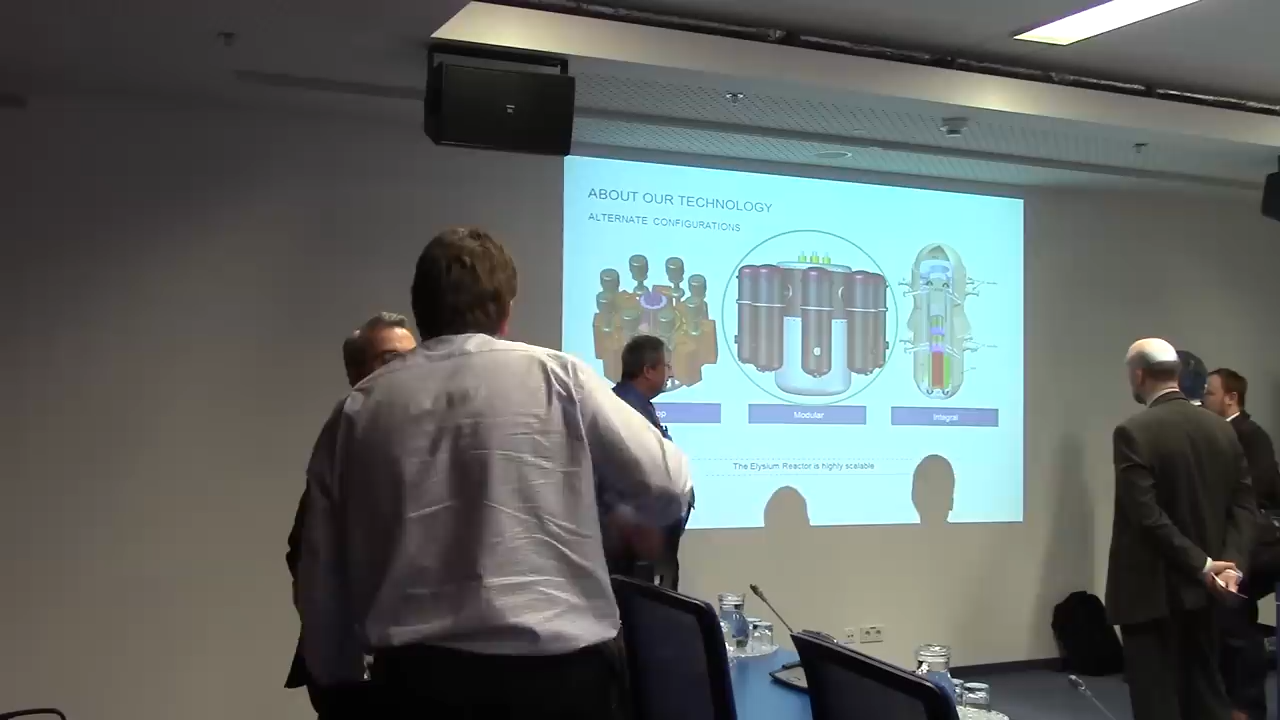 ABOUT OUR TECHNOLOGY
ALTERNATE CONFIGURATIONS
Modular
Integral
The Elysium Reactor is highly scalable